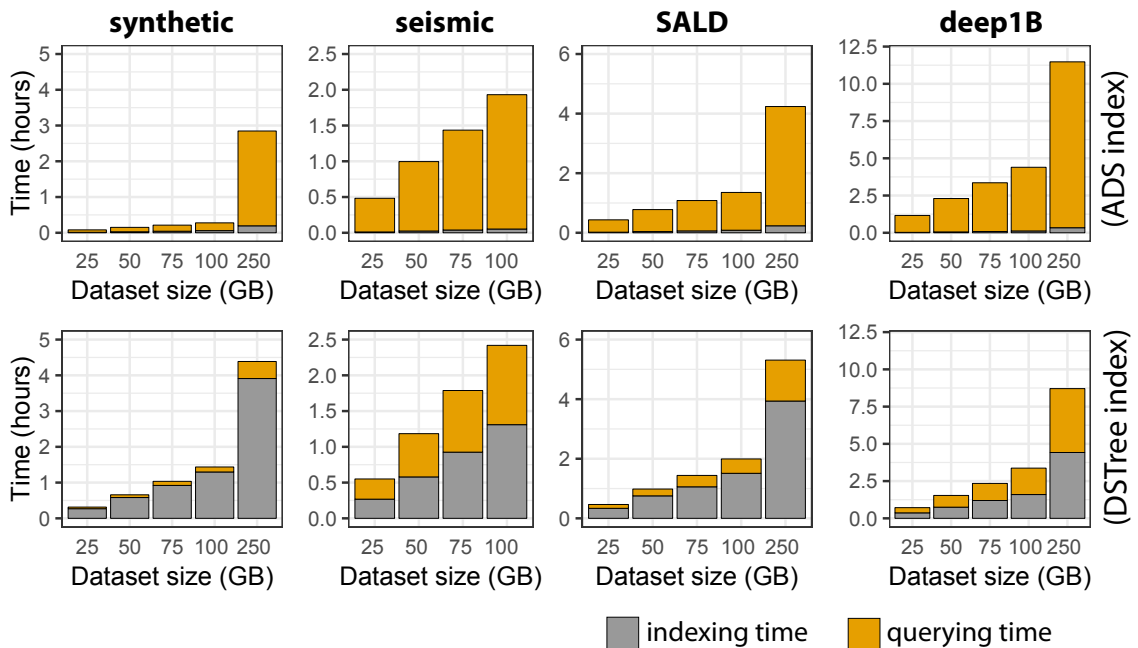 synthetic seismic SALD deep1B
Time (hours)
5
4
3
2
1
0
25 50 75 100 250
Dataset size (GB)
2.5
2.0
1.5
1.0
0.5
0.0
25 50 75 100
Dataset size (GB)
6
4
2
0
25 50 75 100 250
Dataset size (GB)
12.5
10.0
7.5
5.0
2.5
0.0
25 50 75 100 250
Dataset size (GB)
(ADS index)
Time (hours)
5
4
3
2
1
0
25 50 75 100 250
Dataset size (GB)
2.5
2.0
1.5
1.0
0.5
0.0
25 50 75 100
Dataset size (GB)
6
4
2
0
25 50 75 100 250
Dataset size (GB)
12.5
10.0
7.5
5.0
2.5
0.0
25 50 75 100 250
Dataset size (GB)
(DSTree index)
indexing time querying time